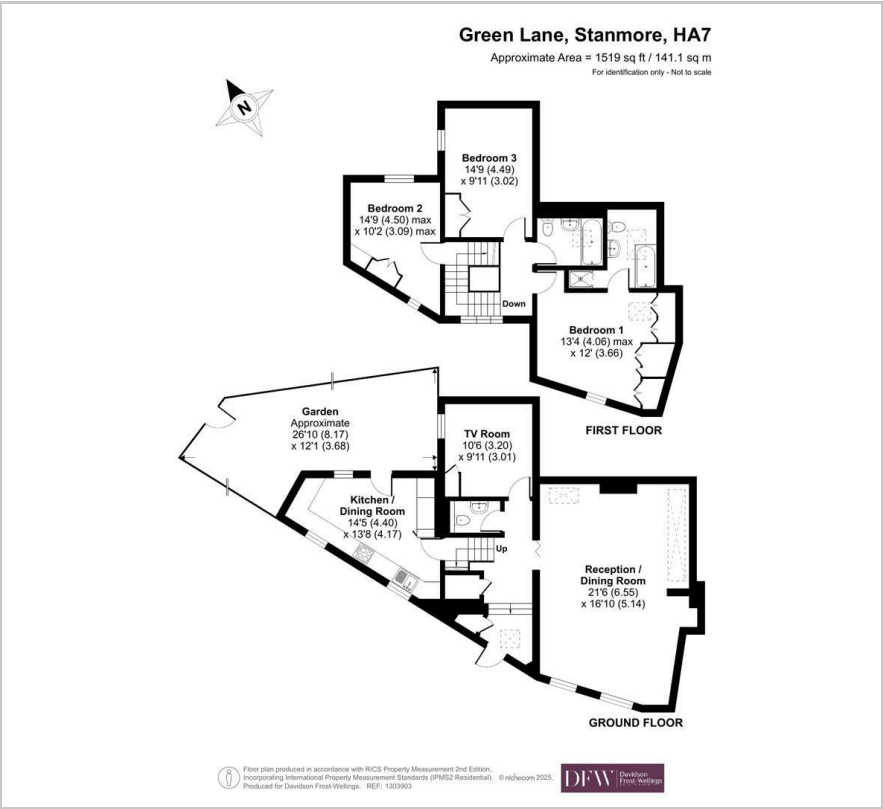 Green Lane, Stanmore, HA7
Approximate Area = 1519 sq ft / 141.1 sq m
For identification only - Not to scale
N
Bedroom 3
14'9 (4.49)
x 9'11 (3.02)
Bedroom 2
14'9 (4.50) max
x 10'2 (3.09) max
Down
Bedroom 1
13'4 (4.06) max
x 12' (3.66)
FIRST FLOOR
Garden
Approximate
26'10 (8.17)
x 12'1 (3.68)
TV Room
10'6 (3.20)
x 9'11 (3.01)
Kitchen /
Dining Room
14'5 (4.40)
x 13'8 (4.17)
Up
Reception /
Dining Room
21'6 (6.55)
x 16'10 (5.14)
GROUND FLOOR
Floor plan produced in accordance with RICS Property Measurement 2nd Edition,
Incorporating International Property Measurement Standards (IPMS2 Residential). © nichecom 2025.
Produced for Davidson Frost-Wellings. REF: 1303903
DFW
Davidson
Frost-Wellings